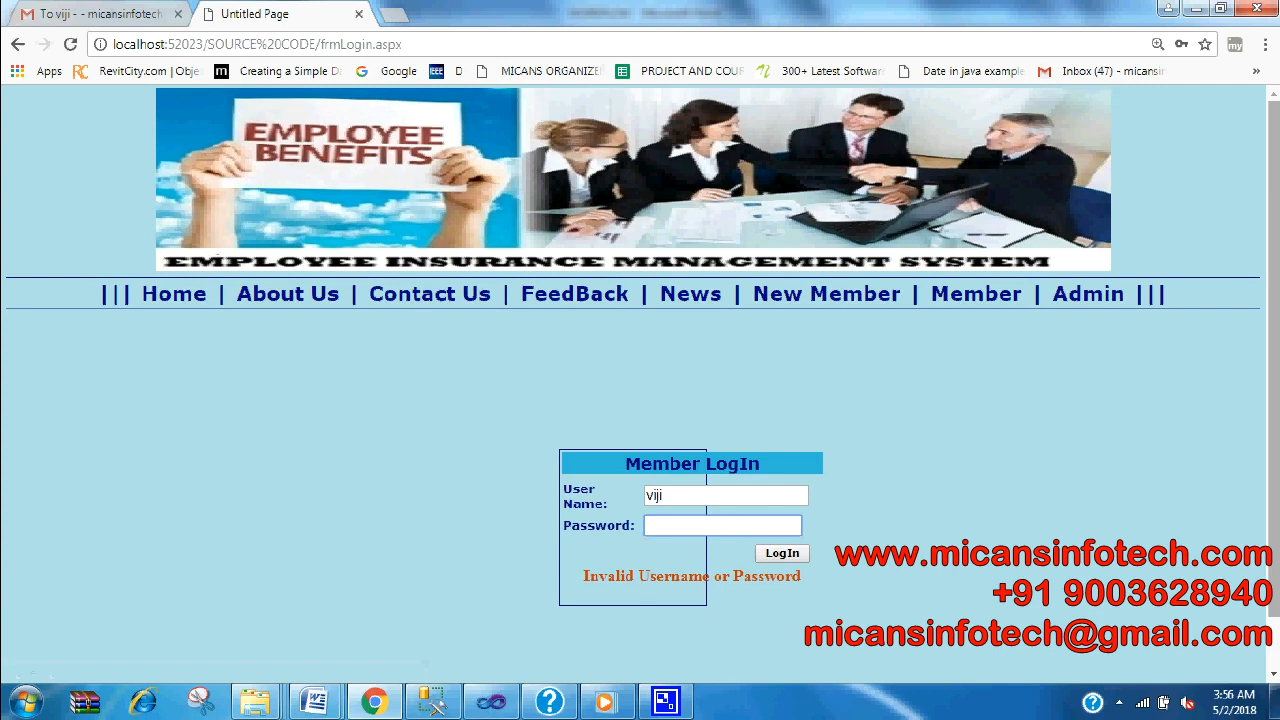 To viji - - micansinfotech
Untitled Page
localhost:52023/SOURCE%20CODE/frmLogin.aspx
Apps RevitCity.com | Obje Creating a Simple D Google D MICANS ORGANIZE PROJECT AND COUR 300+ Latest Softwar Date in java example Inbox (47) - micansir
EMPLOYEE
BENEFITS
EMPLOYEE INSURANCE MANAGEMENT SYSTEM
||| Home | About Us | Contact Us | FeedBack | News | New Member | Member | Admin |||
Member LogIn
User
Name:
viji
Password:
LogIn
Invalid Username or Password
www.micansinfotech.com
+91 9003628940
micansinfotech@gmail.com
3:56 AM
5/2/2018